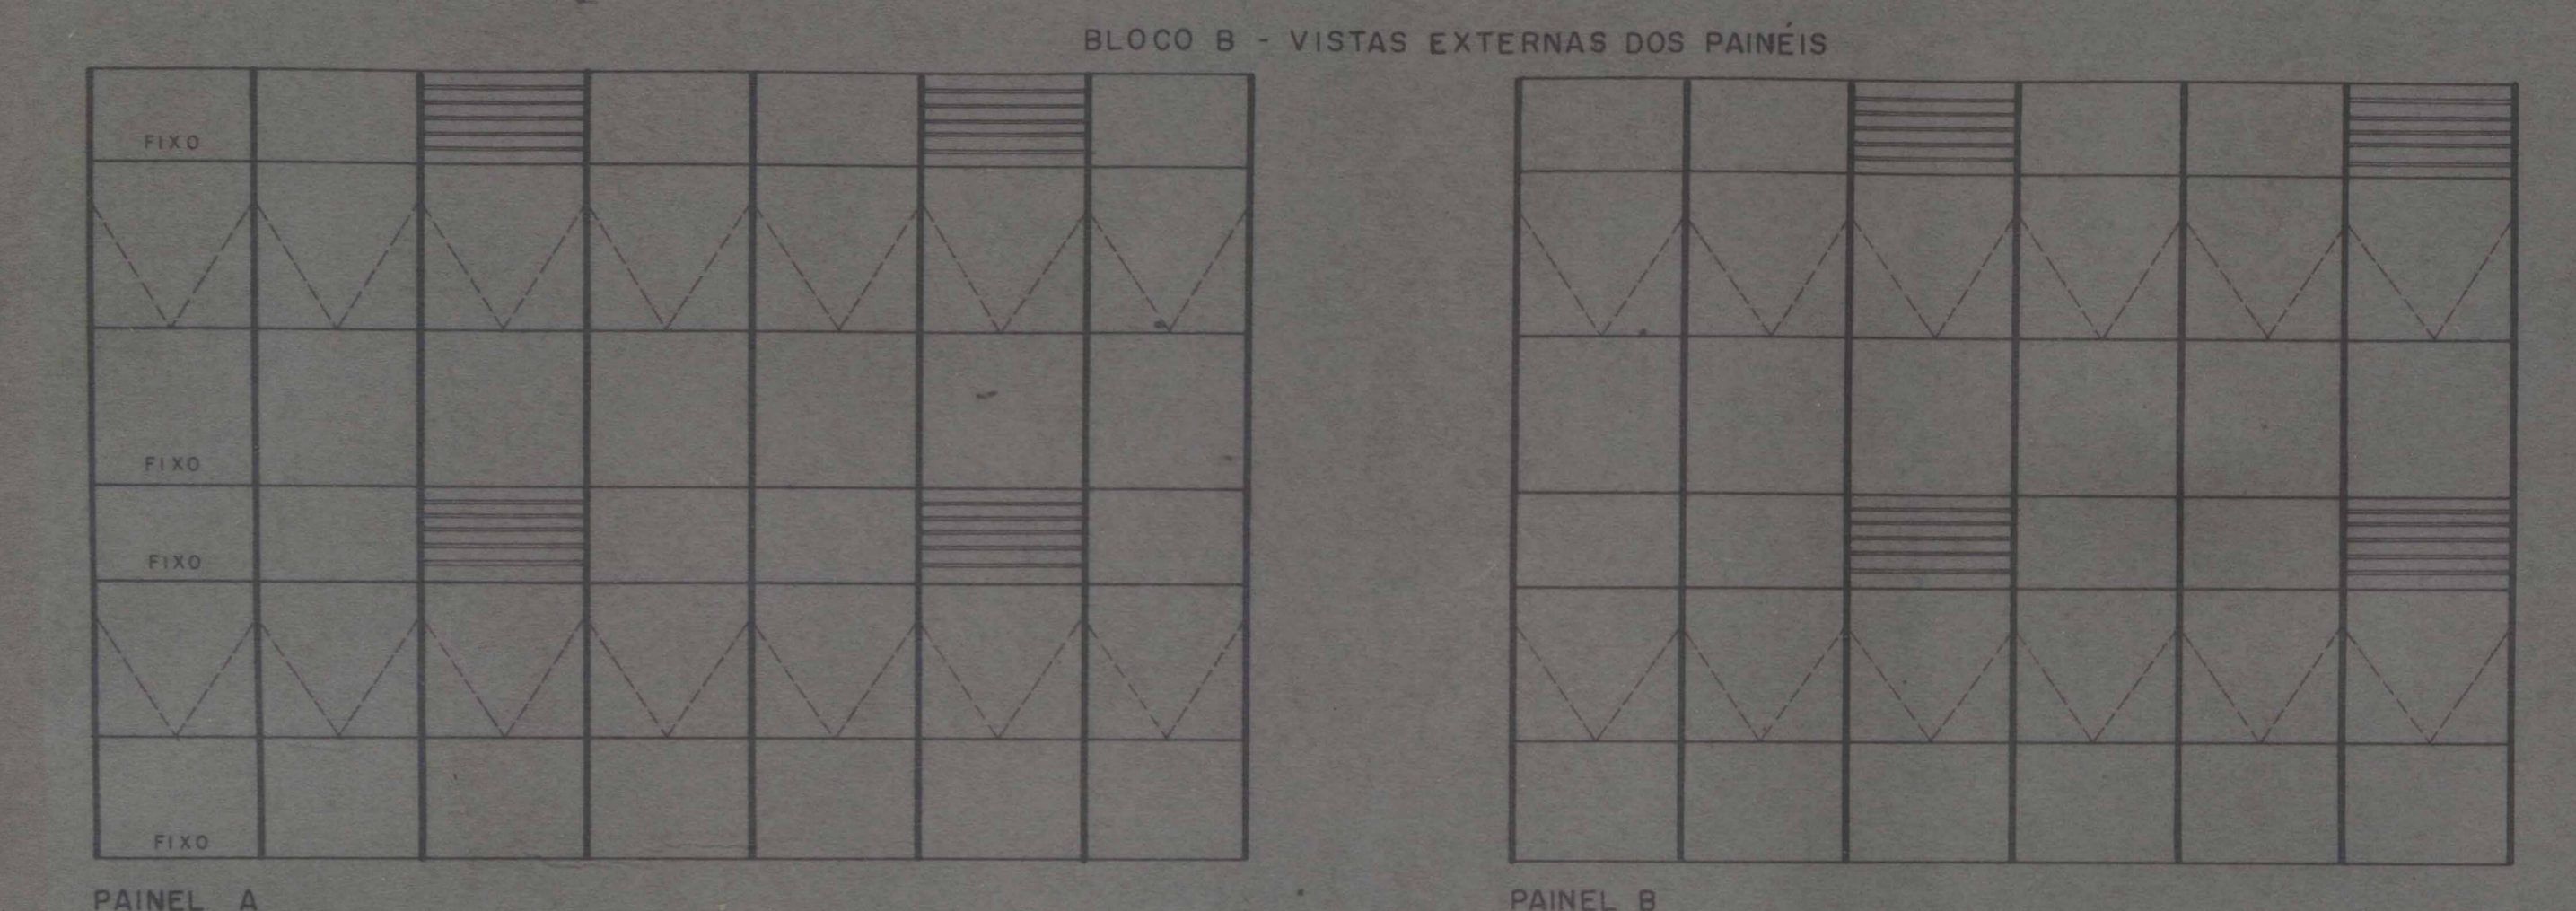 BLOCO B - VISTAS EXTERNAS DOS PAINÉIS
FIXO
FIXO
FIXO
FIXO
PAINEL A
PAINEL B